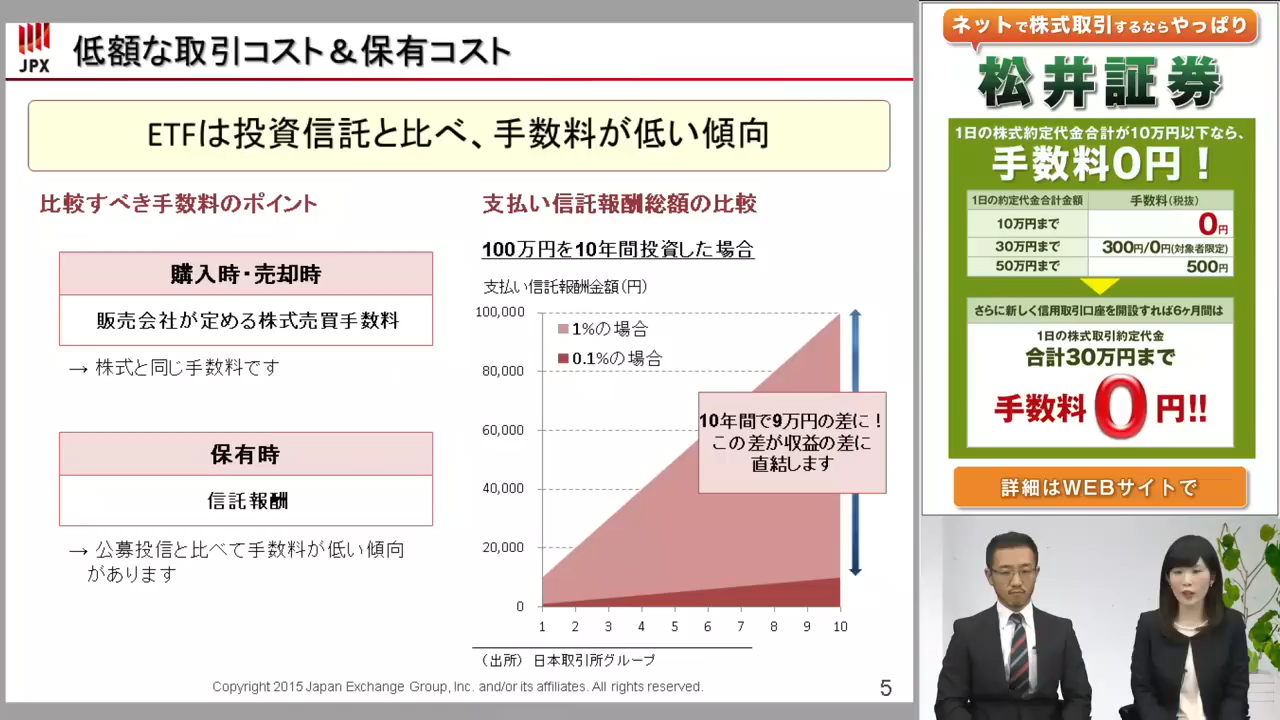 JPX
低額な取引コスト＆保有コスト
ETFは投資信託と比べ、手数料が低い傾向
比較すべき手数料のポイント
購入時・売却時
販売会社が定める株式売買手数料
→ 株式と同じ手数料です
保有時
信託報酬
→ 公募投信と比べて手数料が低い傾向
があります
支払い信託報酬総額の比較
100万円を10年間投資した場合
支払い信託報酬金額（円）
100,000
80,000
60,000
40,000
20,000
0
1%の場合
0.1%の場合
10年間で9万円の差に！
この差が収益の差に
直結します
1 2 3 4 5 6 7 8 9 10
（出所） 日本取引所グループ
Copyright 2015 Japan Exchange Group, Inc. and/or its affiliates. All rights reserved.
5
ネットで株式取引するならやっぱり
松井証券
1日の株式約定代金合計が10万円以下なら、
手数料0円！
1日の約定代金合計金額 手数料（税抜）
10万円まで 0円
30万円まで 300円/0円(対象者限定)
50万円まで 500円
さらに新しく信用取引口座を開設すれば6ヶ月間は
1日の株式取引約定代金
合計30万円まで
手数料0円!!
詳細はWEBサイトで